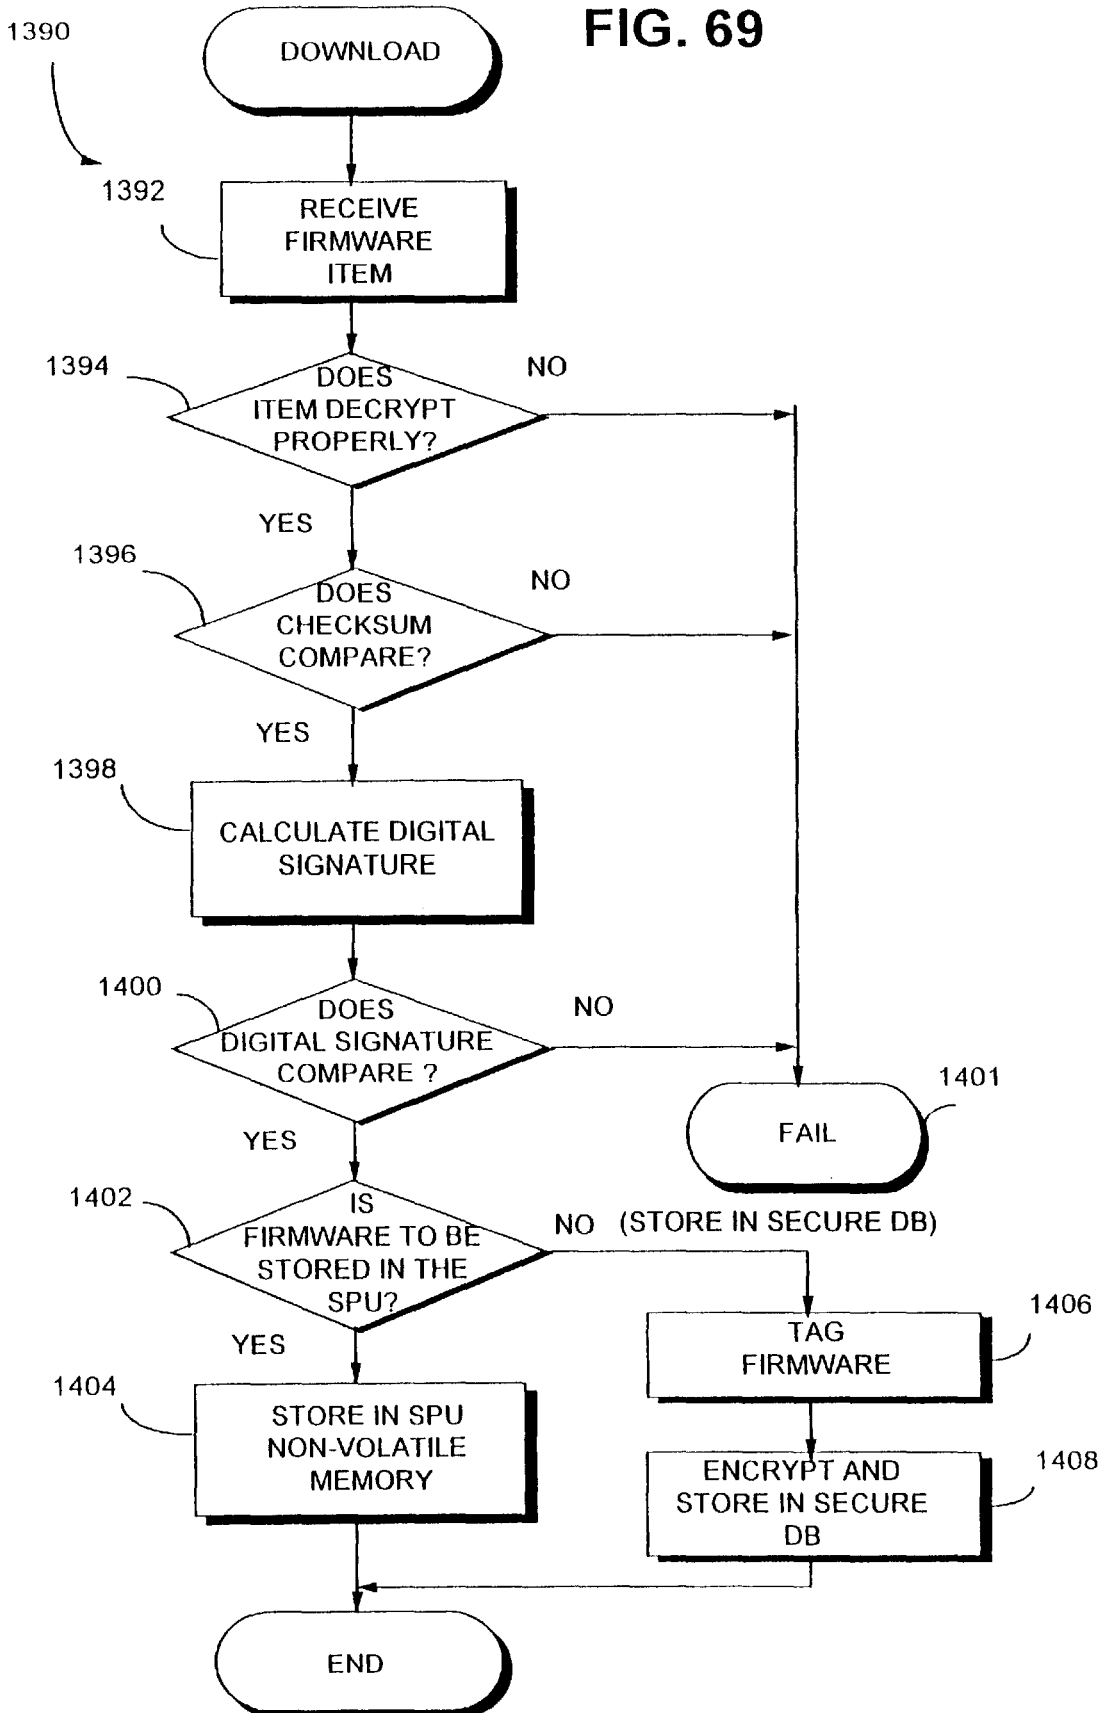 FIG. 69
1390
DOWNLOAD
1392
RECEIVE
FIRMWARE
ITEM
1394
DOES
ITEM DECRYPT
PROPERLY?
NO
YES
1396
DOES
CHECKSUM
COMPARE?
NO
YES
1398
CALCULATE DIGITAL
SIGNATURE
1400
DOES
DIGITAL SIGNATURE
COMPARE ?
NO
1401
FAIL
YES
1402
IS
FIRMWARE TO BE
STORED IN THE
SPU?
NO (STORE IN SECURE DB)
1406
TAG
FIRMWARE
YES
1404
STORE IN SPU
NON-VOLATILE
MEMORY
1408
ENCRYPT AND
STORE IN SECURE
DB
END